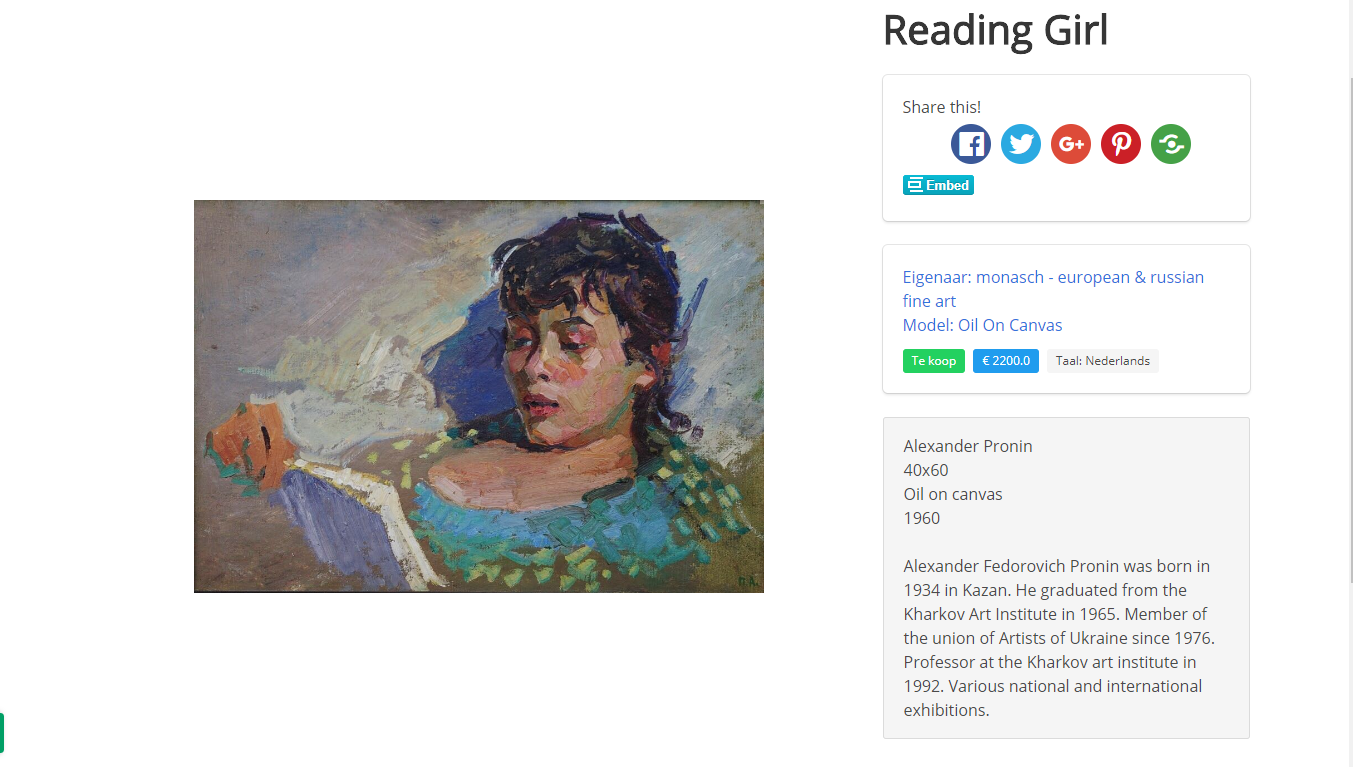 Reading Girl
Share this!
Embed
Eigenaar: monasch - european & russian
fine art
Model: Oil On Canvas
Te koop
€ 2200.0
Taal: Nederlands
Alexander Pronin
40x60
Oil on canvas
1960
Alexander Fedorovich Pronin was born in
1934 in Kazan. He graduated from the
Kharkov Art Institute in 1965. Member of
the union of Artists of Ukraine since 1976.
Professor at the Kharkov art institute in
1992. Various national and international
exhibitions.